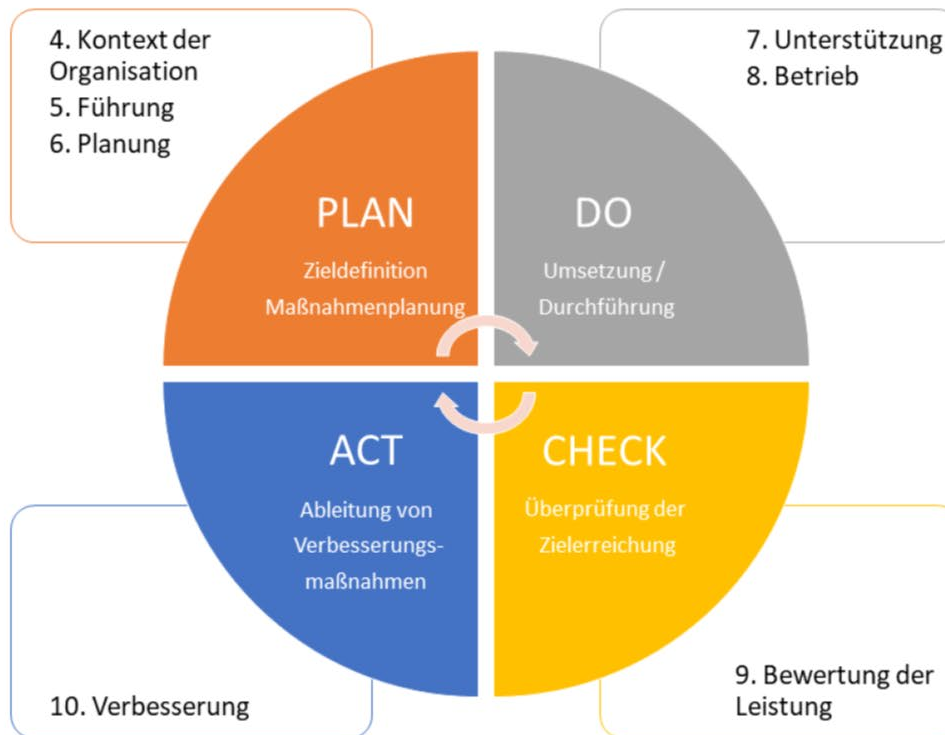 4. Kontext der
Organisation
5. Führung
6. Planung
7. Unterstützung
8. Betrieb
PLAN
Zieldefinition
Maßnahmenplanung
DO
Umsetzung /
Durchführung
ACT
Ableitung von
Verbesserungs-
maßnahmen
CHECK
Überprüfung der
Zielerreichung
10. Verbesserung
9. Bewertung der
Leistung